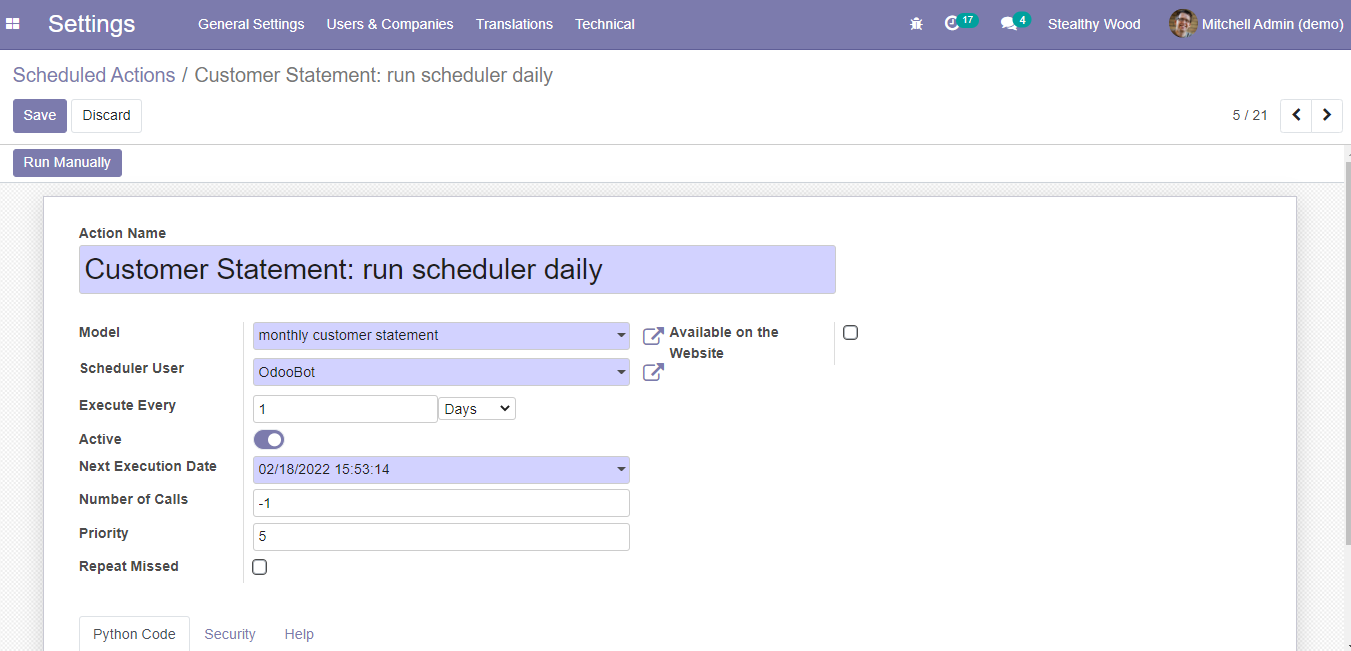 Settings General Settings Users & Companies Translations Technical 17 4 Stealthy Wood Mitchell Admin (demo)
Scheduled Actions / Customer Statement: run scheduler daily
Save Discard 5 / 21
Run Manually
Action Name
Customer Statement: run scheduler daily
Model monthly customer statement Available on the
Website
Scheduler User OdooBot
Execute Every 1 Days
Active
Next Execution Date 02/18/2022 15:53:14
Number of Calls -1
Priority 5
Repeat Missed
Python Code Security Help